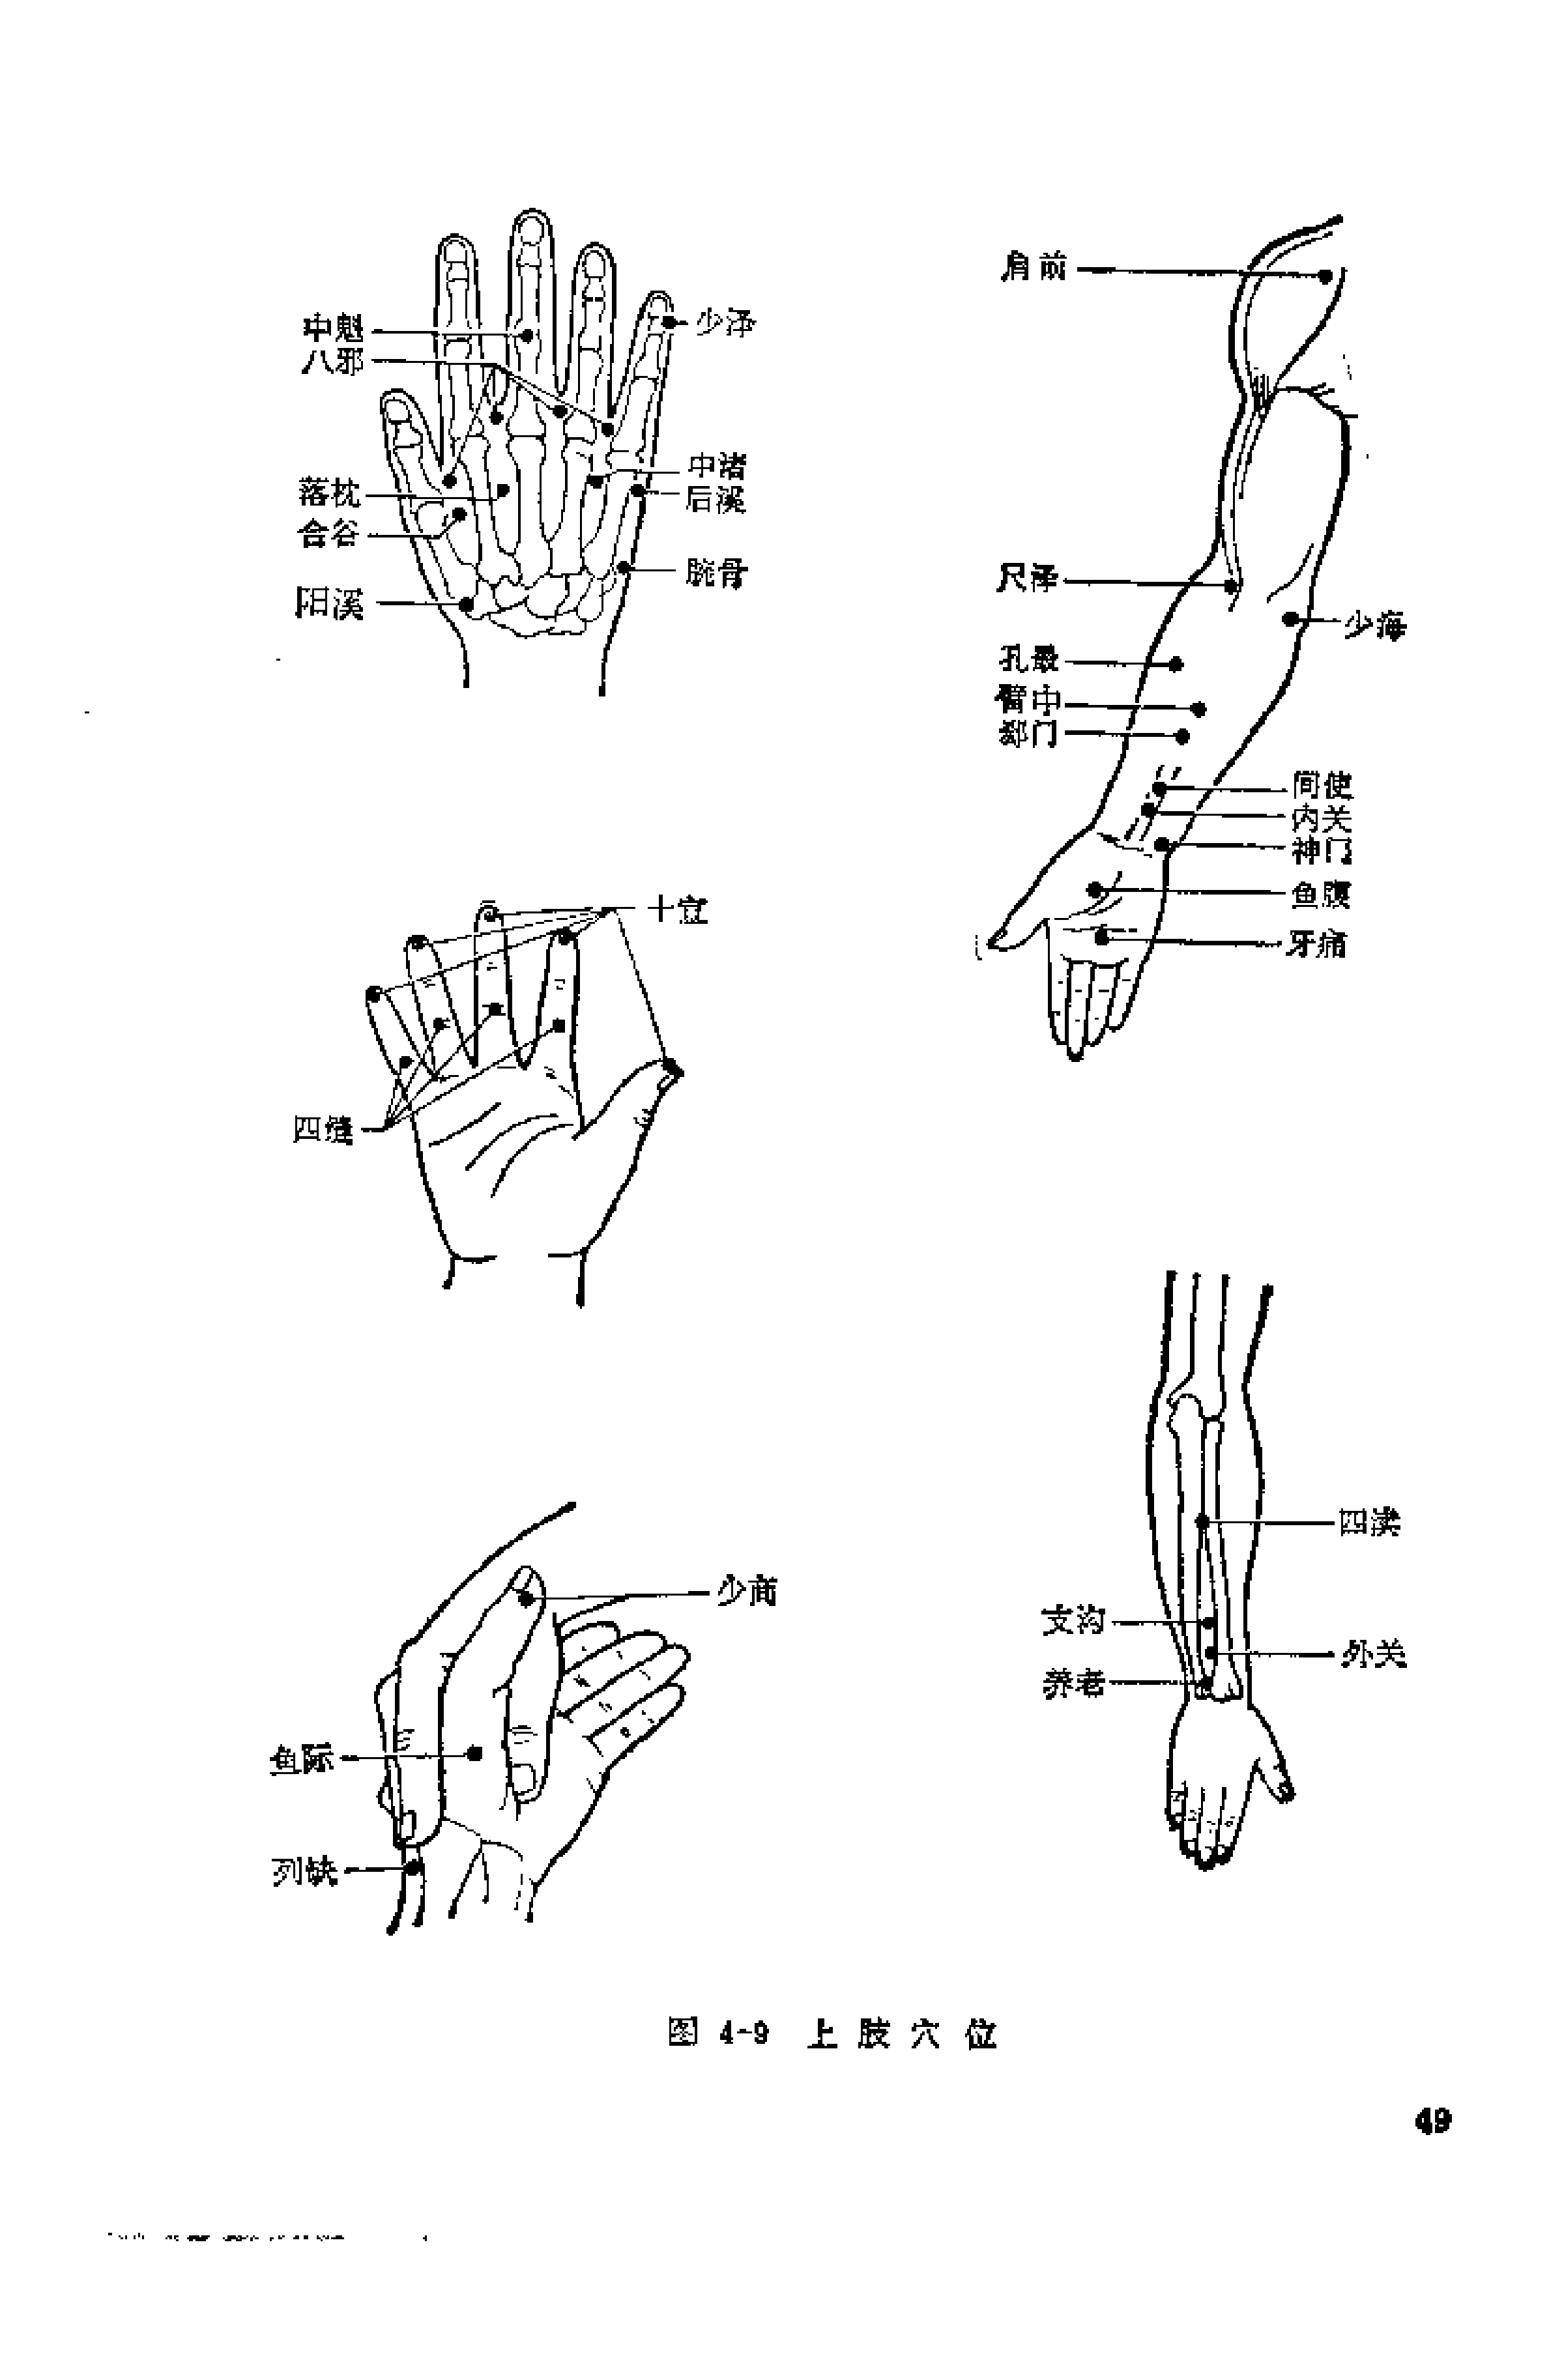 中魁
八邪
少泽
落枕
合谷
阳溪
中渚
后溪
腕骨
肩前
尺泽
少海
孔最
臂中
郄门
间使
内关
神门
鱼腹
牙痛
十宣
四缝
四渎
支沟
外关
养老
少商
鱼际
列缺
图 4-9 上肢穴位
49